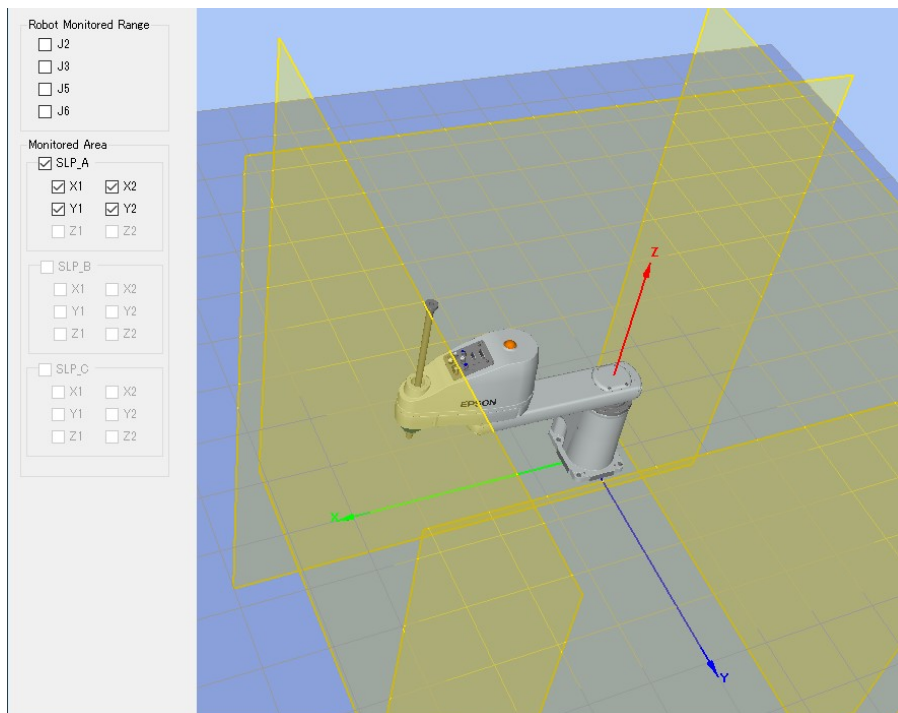 Robot Monitored Range
J2
J3
J5
J6
Monitored Area
SLP_A
X1 X2
Y1 Y2
Z1 Z2
SLP_B
X1 X2
Y1 Y2
Z1 Z2
SLP_C
X1 X2
Y1 Y2
Z1 Z2
Z
EPSON
X
Y